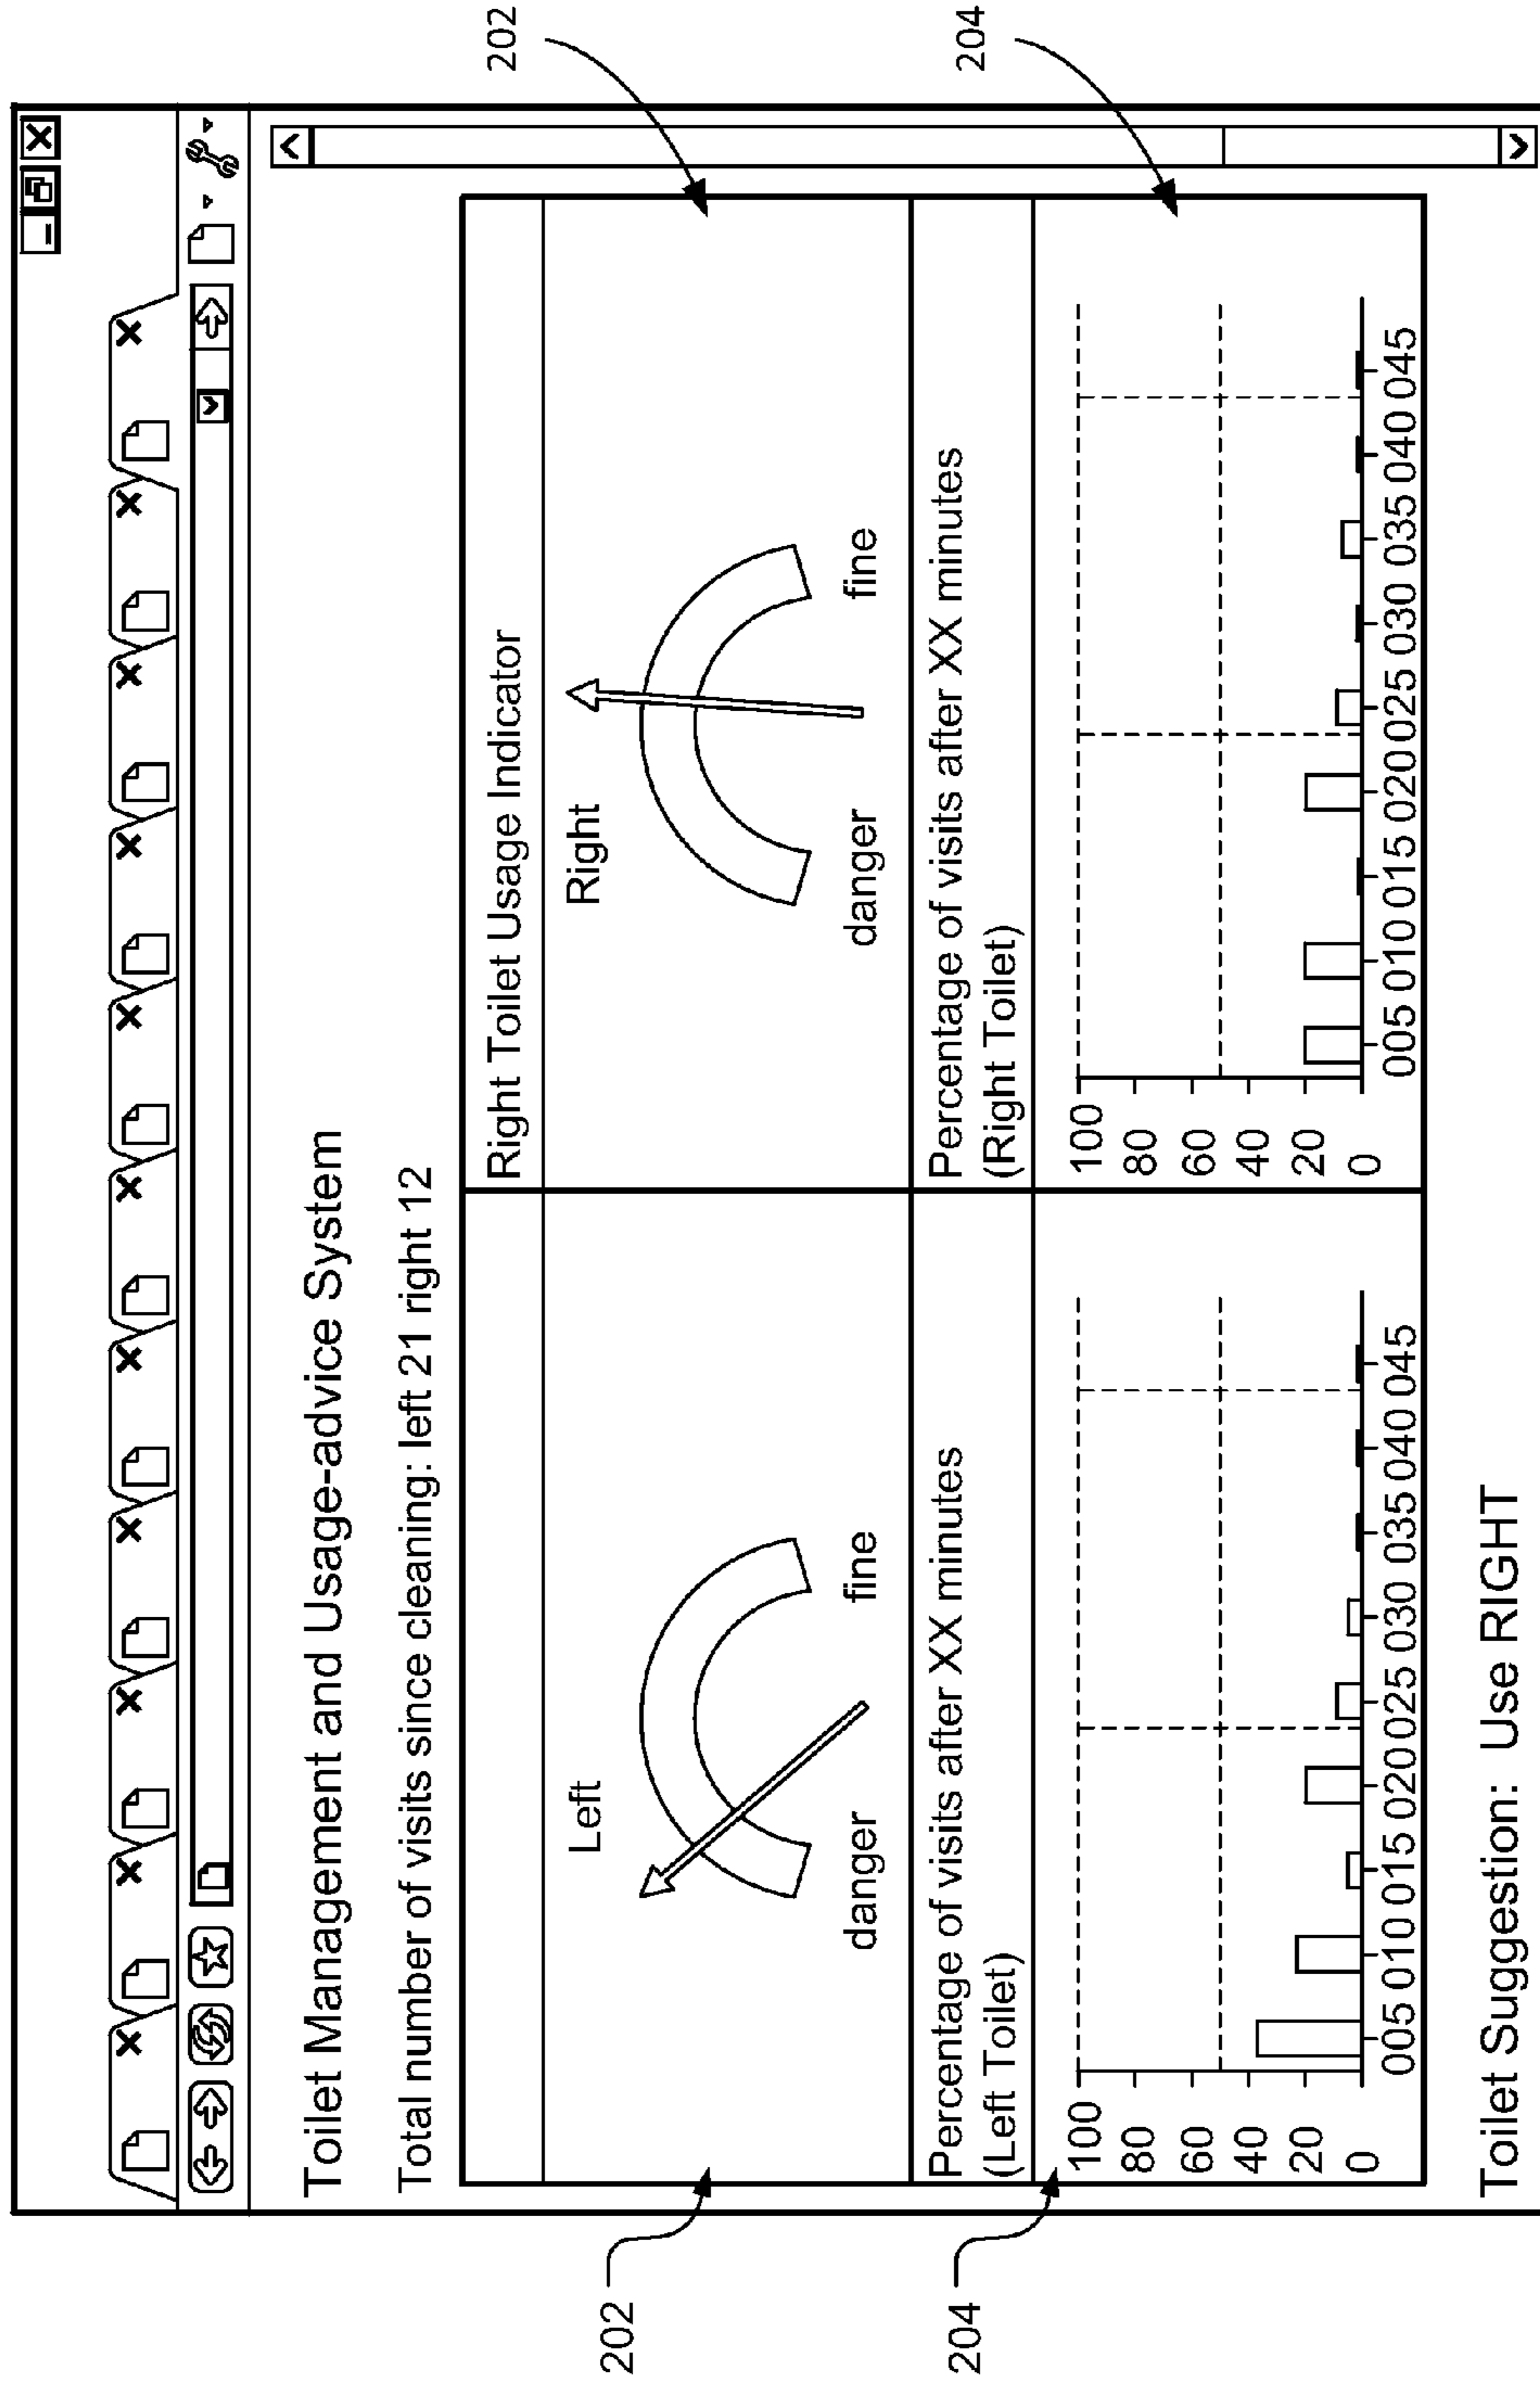 Toilet Management and Usage-advice System
Total number of visits since cleaning: left 21 right 12
Right Toilet Usage Indicator
202
Left
danger
fine
Right
danger
fine
202
204
Percentage of visits after XX minutes
(Left Toilet)
100
80
60
40
20
0
005 010 015 020 025 030 035 040 045
Percentage of visits after XX minutes
(Right Toilet)
100
80
60
40
20
0
005 010 015 020 025 030 035 040 045
204
Toilet Suggestion: Use RIGHT